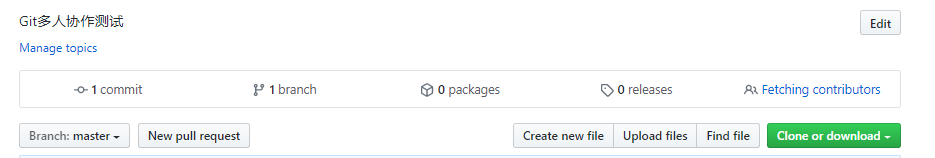 Git多人协作测试
Edit
Manage topics
1 commit 1 branch 0 packages 0 releases Fetching contributors
Branch: master New pull request Create new file Upload files Find file Clone or download